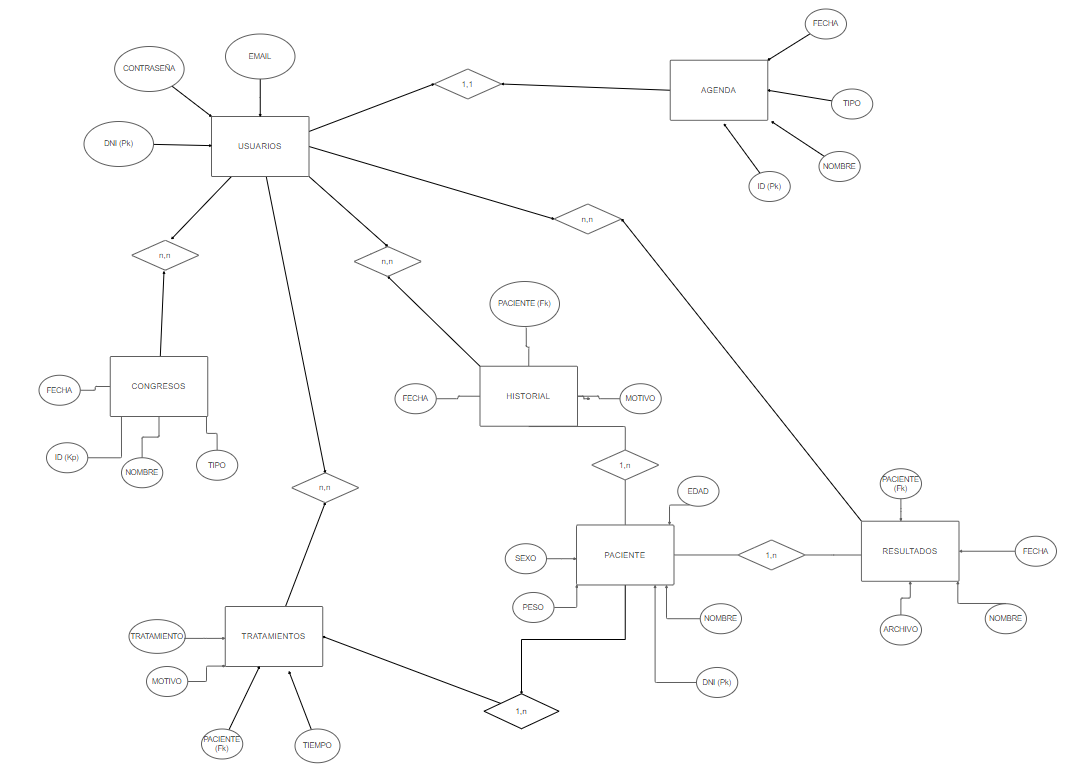 FECHA
EMAIL
CONTRASEÑA
1,1
AGENDA
TIPO
DNI (Pk)
USUARIOS
NOMBRE
ID (Pk)
n,n
n,n
n,n
PACIENTE (Fk)
FECHA
CONGRESOS
FECHA
HISTORIAL
MOTIVO
ID (Kp)
NOMBRE
TIPO
1,n
n,n
EDAD
PACIENTE
(Fk)
SEXO
PACIENTE
1,n
RESULTADOS
FECHA
PESO
NOMBRE
ARCHIVO
NOMBRE
TRATAMIENTO
TRATAMIENTOS
MOTIVO
DNI (Pk)
1,n
PACIENTE
(Fk)
TIEMPO